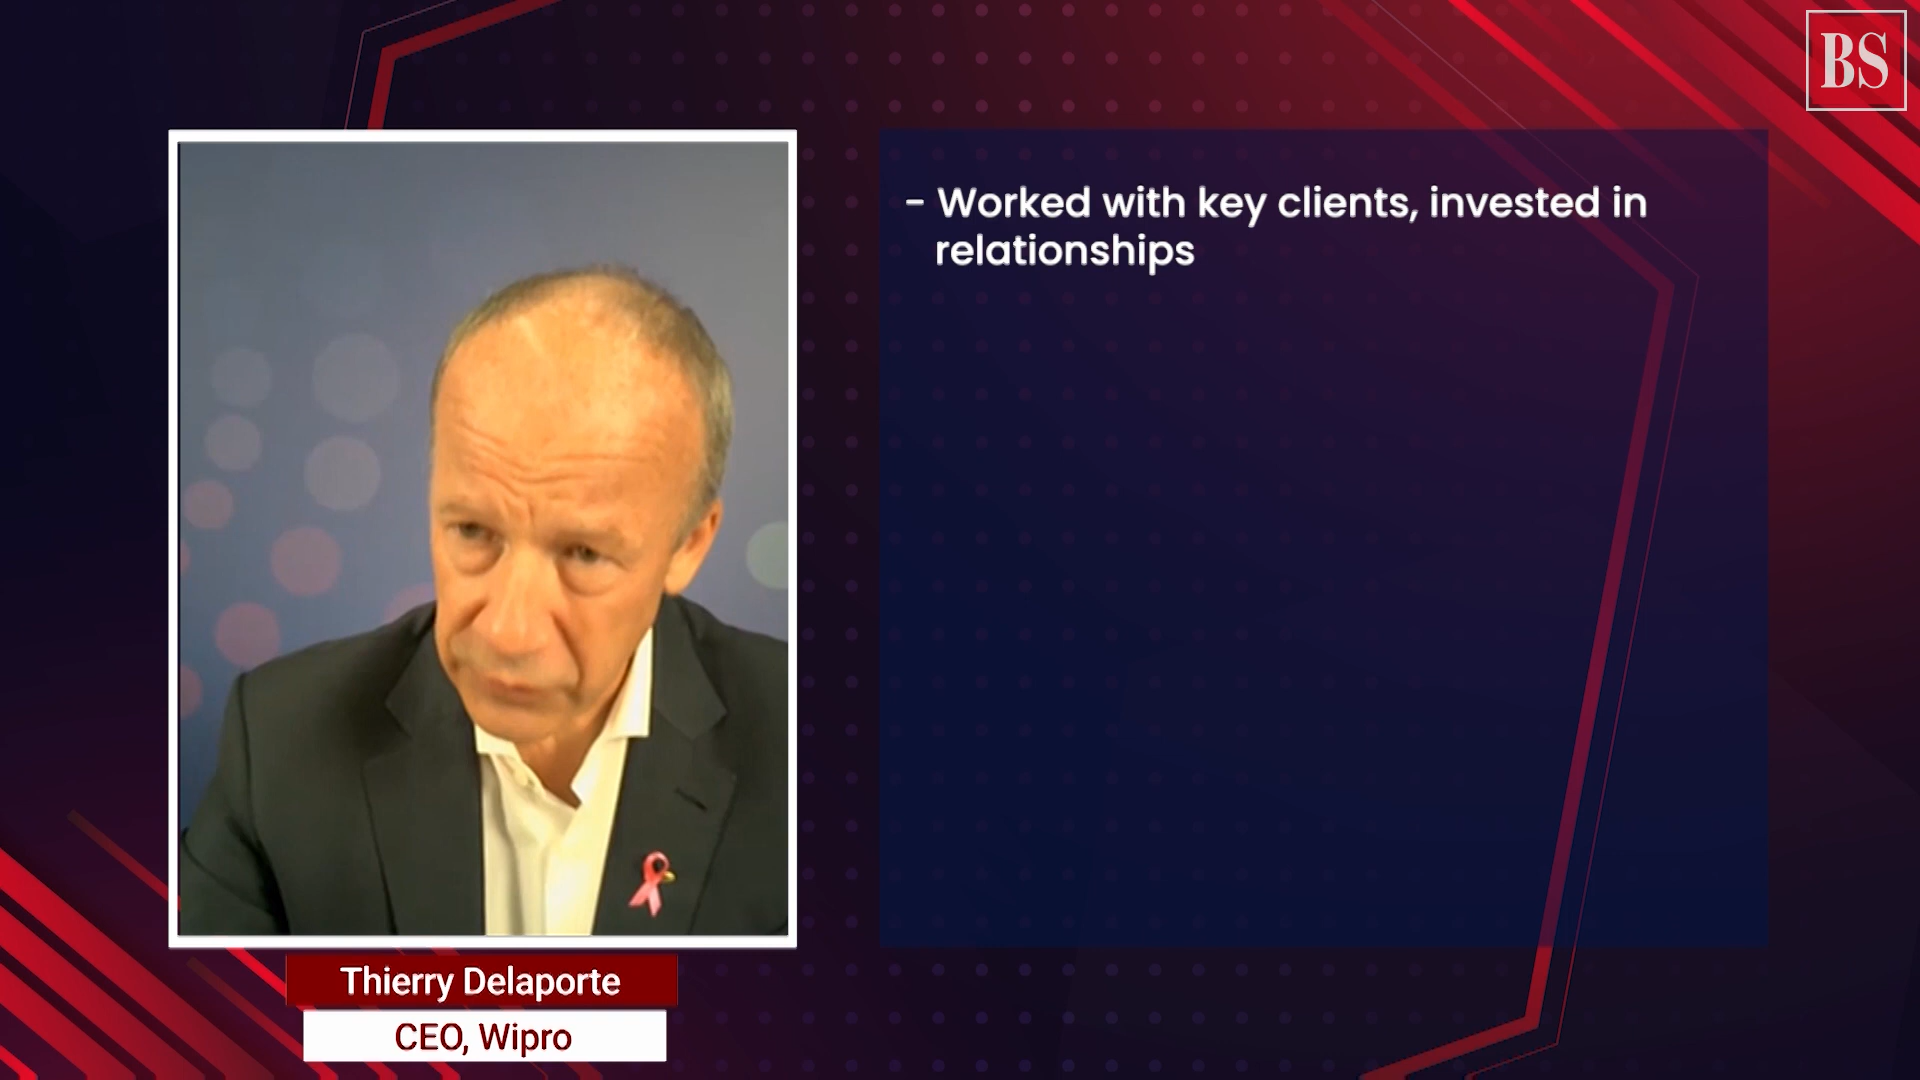 BS
- Worked with key clients, invested in
relationships
Thierry Delaporte
CEO, Wipro